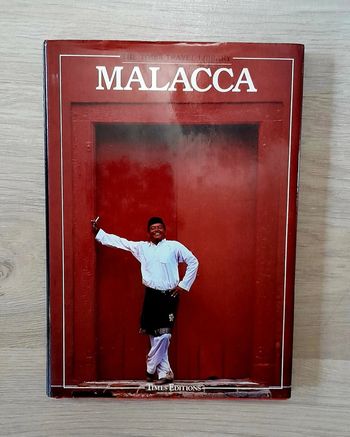 THE TIMES TRAVEL LIBRARY
MALACCA
TIMES EDITIONS